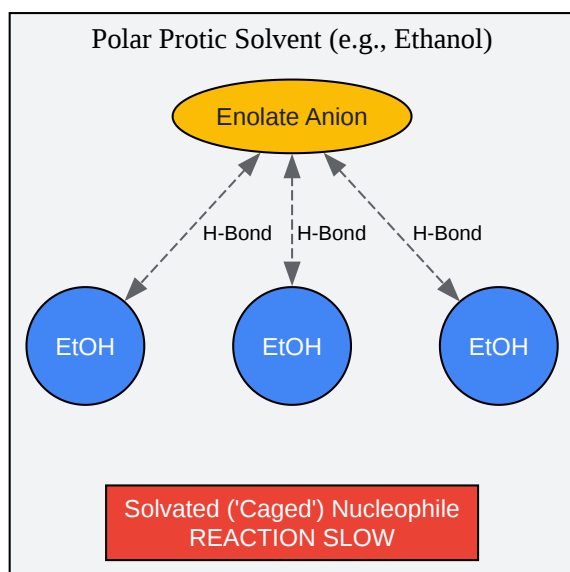 Polar Protic Solvent (e.g., Ethanol)
Enolate Anion
H-Bond
H-Bond
H-Bond
EtOH
EtOH
EtOH
Solvated ('Caged') Nucleophile
REACTION SLOW